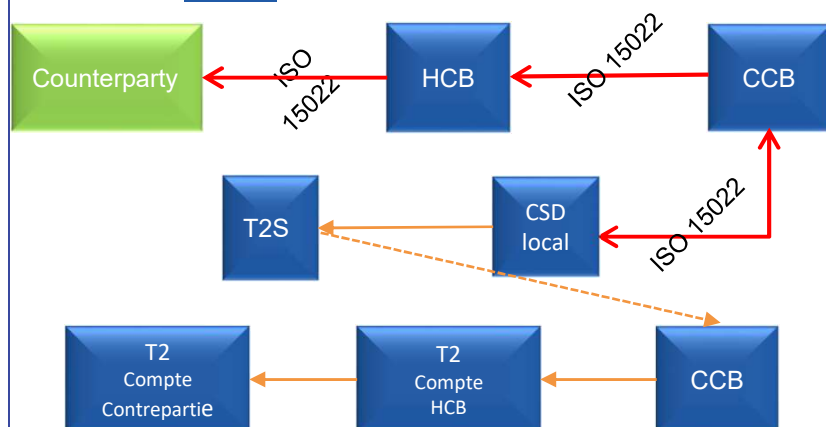 Counterparty
ISO
15022
HCB
ISO 15022
CCB
T2S
CSD
local
ISO 15022
T2
Compte
Contrepartie
T2
Compte
HCB
CCB